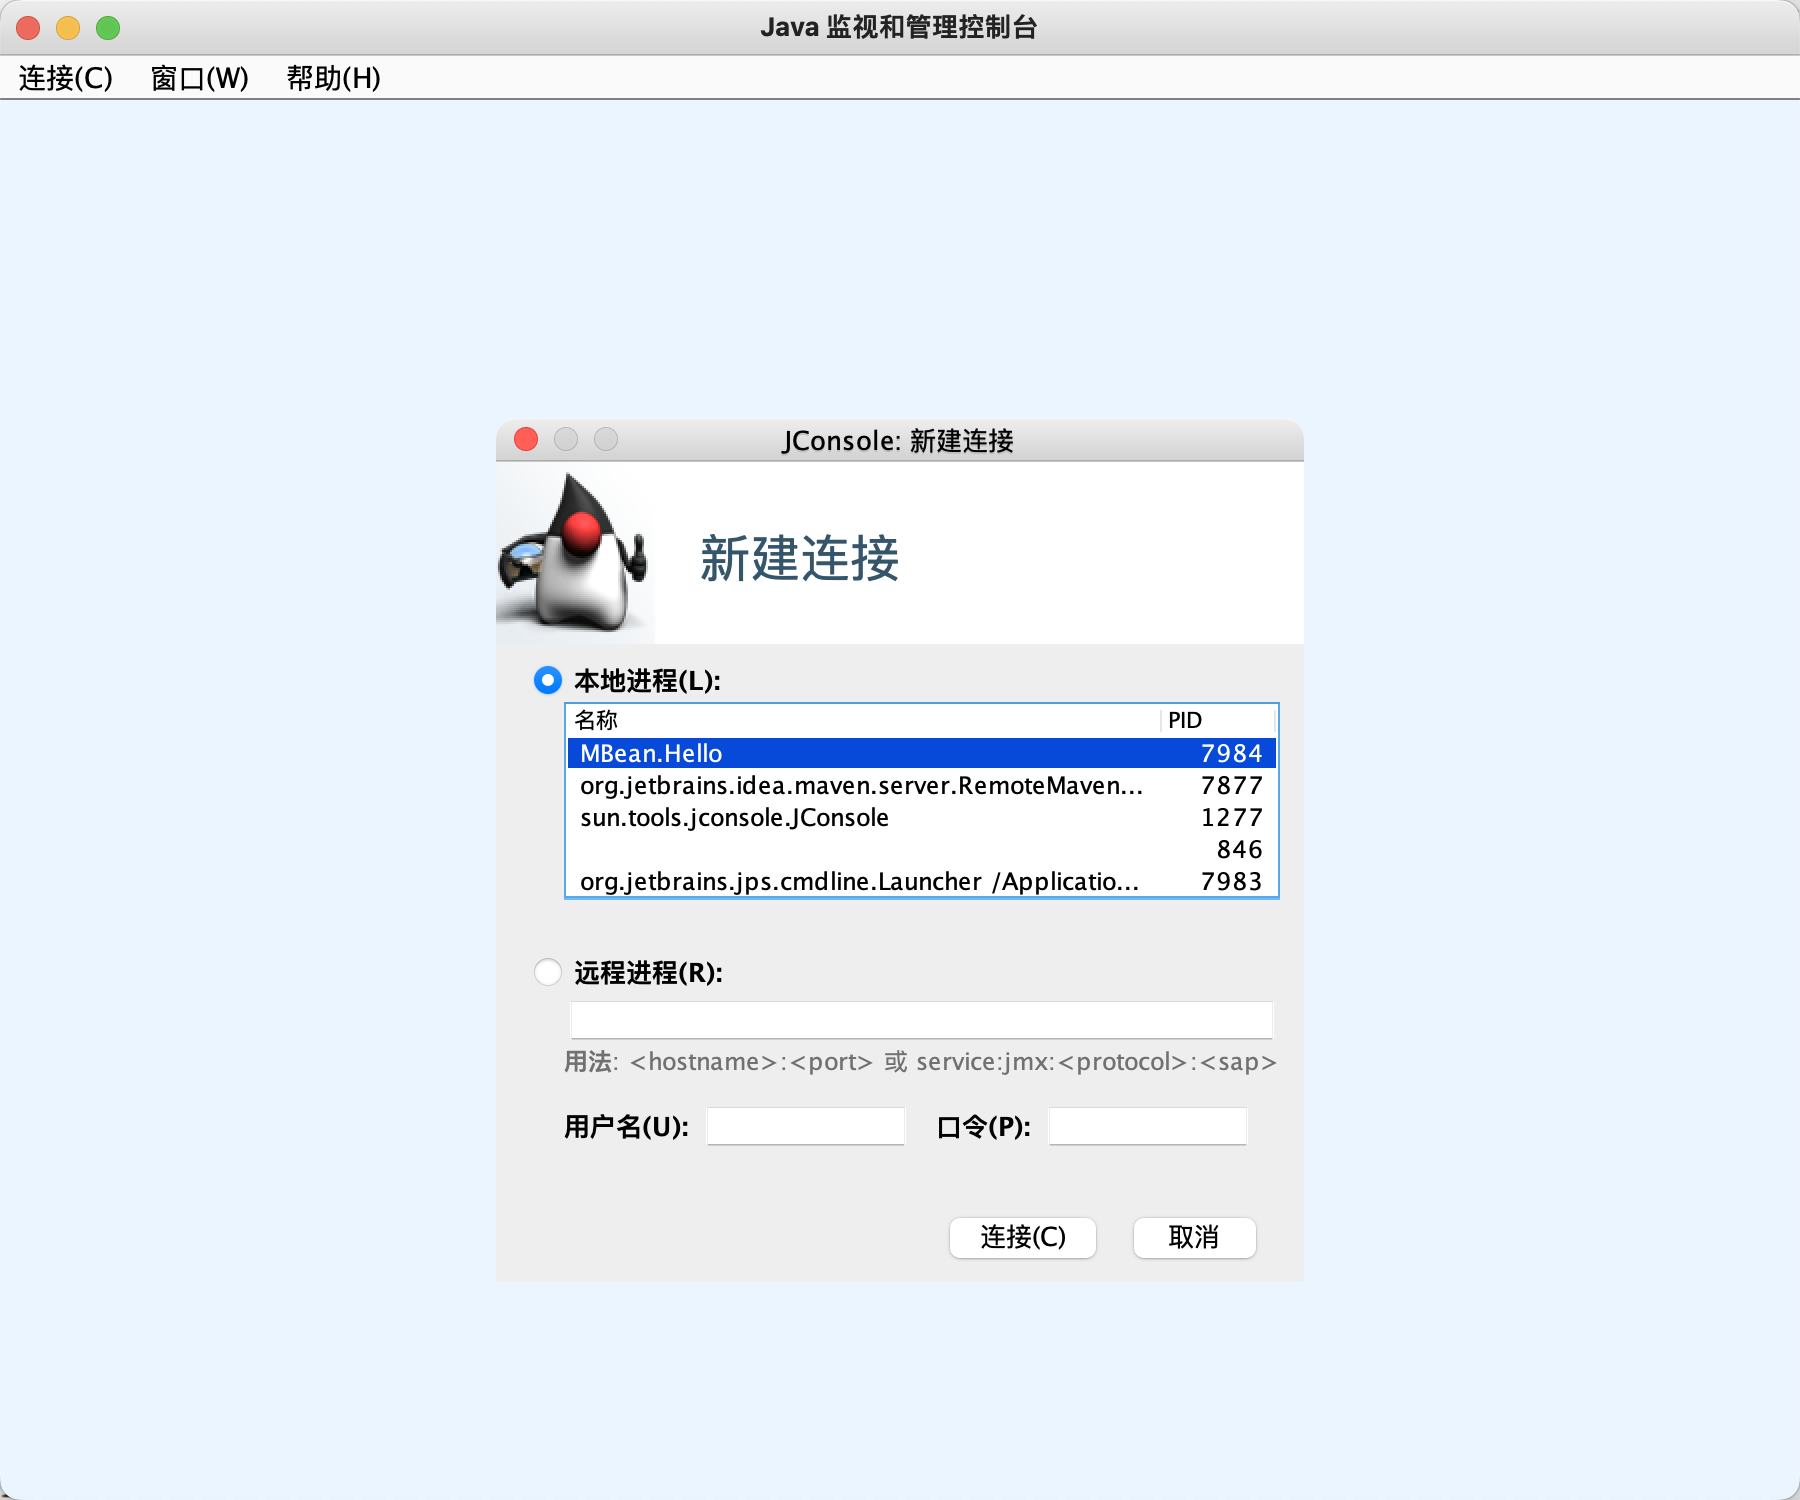 Java 监视和管理控制台
连接(C) 窗口(W) 帮助(H)
JConsole: 新建连接
新建连接
本地进程(L):
名称 PID
MBean.Hello 7984
org.jetbrains.idea.maven.server.RemoteMaven... 7877
sun.tools.jconsole.JConsole 1277
846
org.jetbrains.jps.cmdline.Launcher /Applicatio... 7983
远程进程(R):
用法: <hostname>:<port> 或 service:jmx:<protocol>:<sap>
用户名(U): 口令(P):
连接(C) 取消